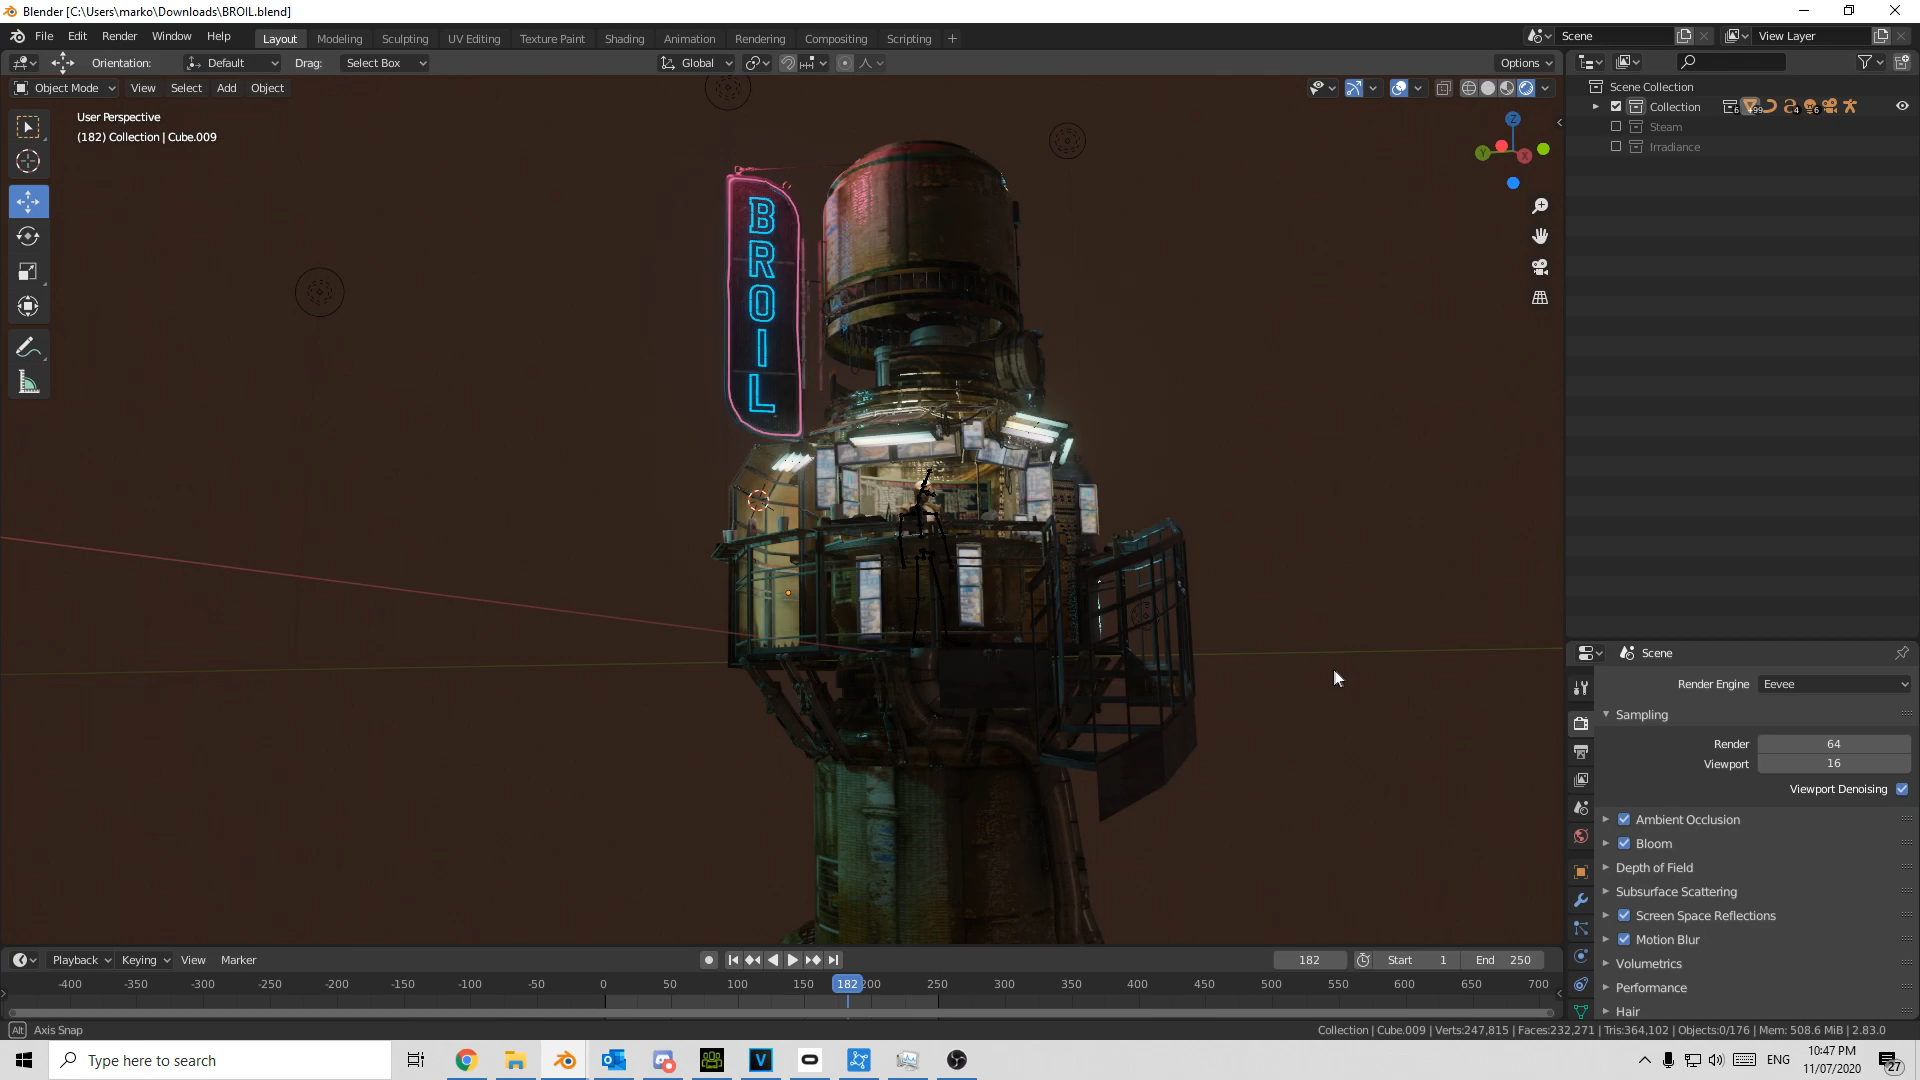 Blender [C:\Users\marko\Downloads\BROIL.blend]
File Edit Render Window Help
Layout Modeling Sculpting UV Editing Texture Paint Shading Animation Rendering Compositing Scripting +
Scene
View Layer
Orientation: Default Drag: Select Box
Global
Options
Object Mode View Select Add Object
User Perspective
(182) Collection | Cube.009
Z
Y
X
B
R
O
I
L
Scene Collection
Collection
Steam
Irradiance
Scene
Render Engine Eevee
Sampling
Render 64
Viewport 16
Viewport Denoising
Ambient Occlusion
Bloom
Depth of Field
Subsurface Scattering
Screen Space Reflections
Motion Blur
Volumetrics
Performance
Hair
Playback Keying View Marker
182 Start 1 End 250
-400 -350 -300 -250 -200 -150 -100 -50 0 50 100 150 182 200 250 300 350 400 450 500 550 600 650 700
Alt Axis Snap
Collection | Cube.009 | Verts:247,815 | Faces:232,271 | Tris:364,102 | Objects:0/176 | Mem: 508.6 MiB | 2.83.0
Type here to search
ENG
10:47 PM
11/07/2020
27